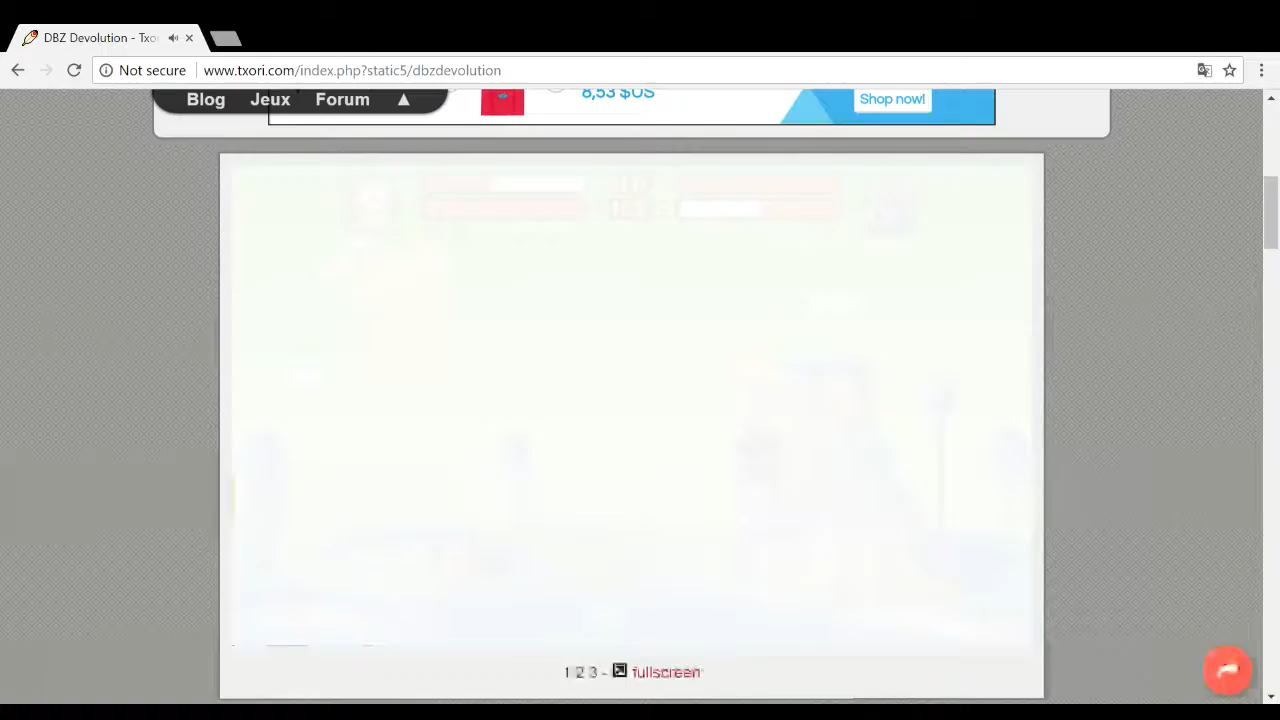 DBZ Devolution - Txo
Not secure
www.txori.com/index.php?static5/dbzdevolution
Blog Jeux Forum ▲
8,53 $US
Shop now!
1 2 3 - fullscreen